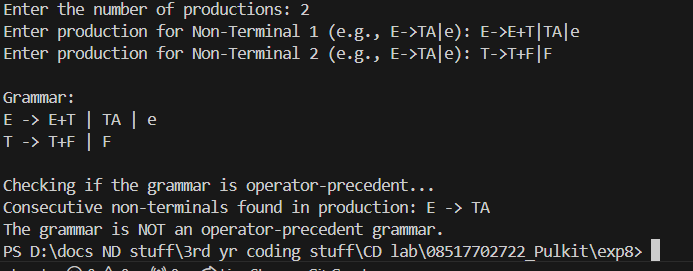 Enter the number of productions: 2
Enter production for Non-Terminal 1 (e.g., E->TA|e): E->E+T|TA|e
Enter production for Non-Terminal 2 (e.g., E->TA|e): T->T+F|F
Grammar:
E -> E+T | TA | e
T -> T+F | F
Checking if the grammar is operator-precedent...
Consecutive non-terminals found in production: E -> TA
The grammar is NOT an operator-precedent grammar.
PS D:\docs ND stuff\3rd yr coding stuff\CD lab\08517702722_Pulkit\exp8>